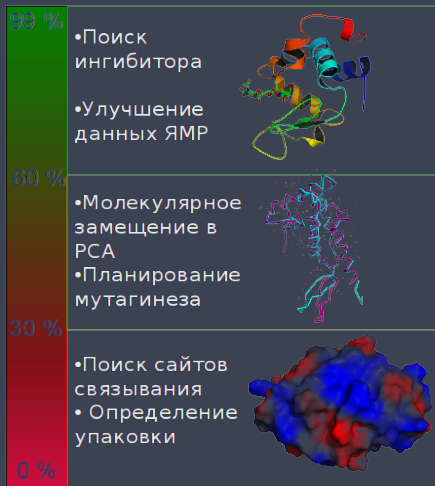 99 %
•Поиск
ингибитора
•Улучшение
данных ЯМР
60 %
•Молекулярное
замещение в
РСА
•Планирование
мутагинеза
30 %
•Поиск сайтов
связывания
• Определение
упаковки
0 %